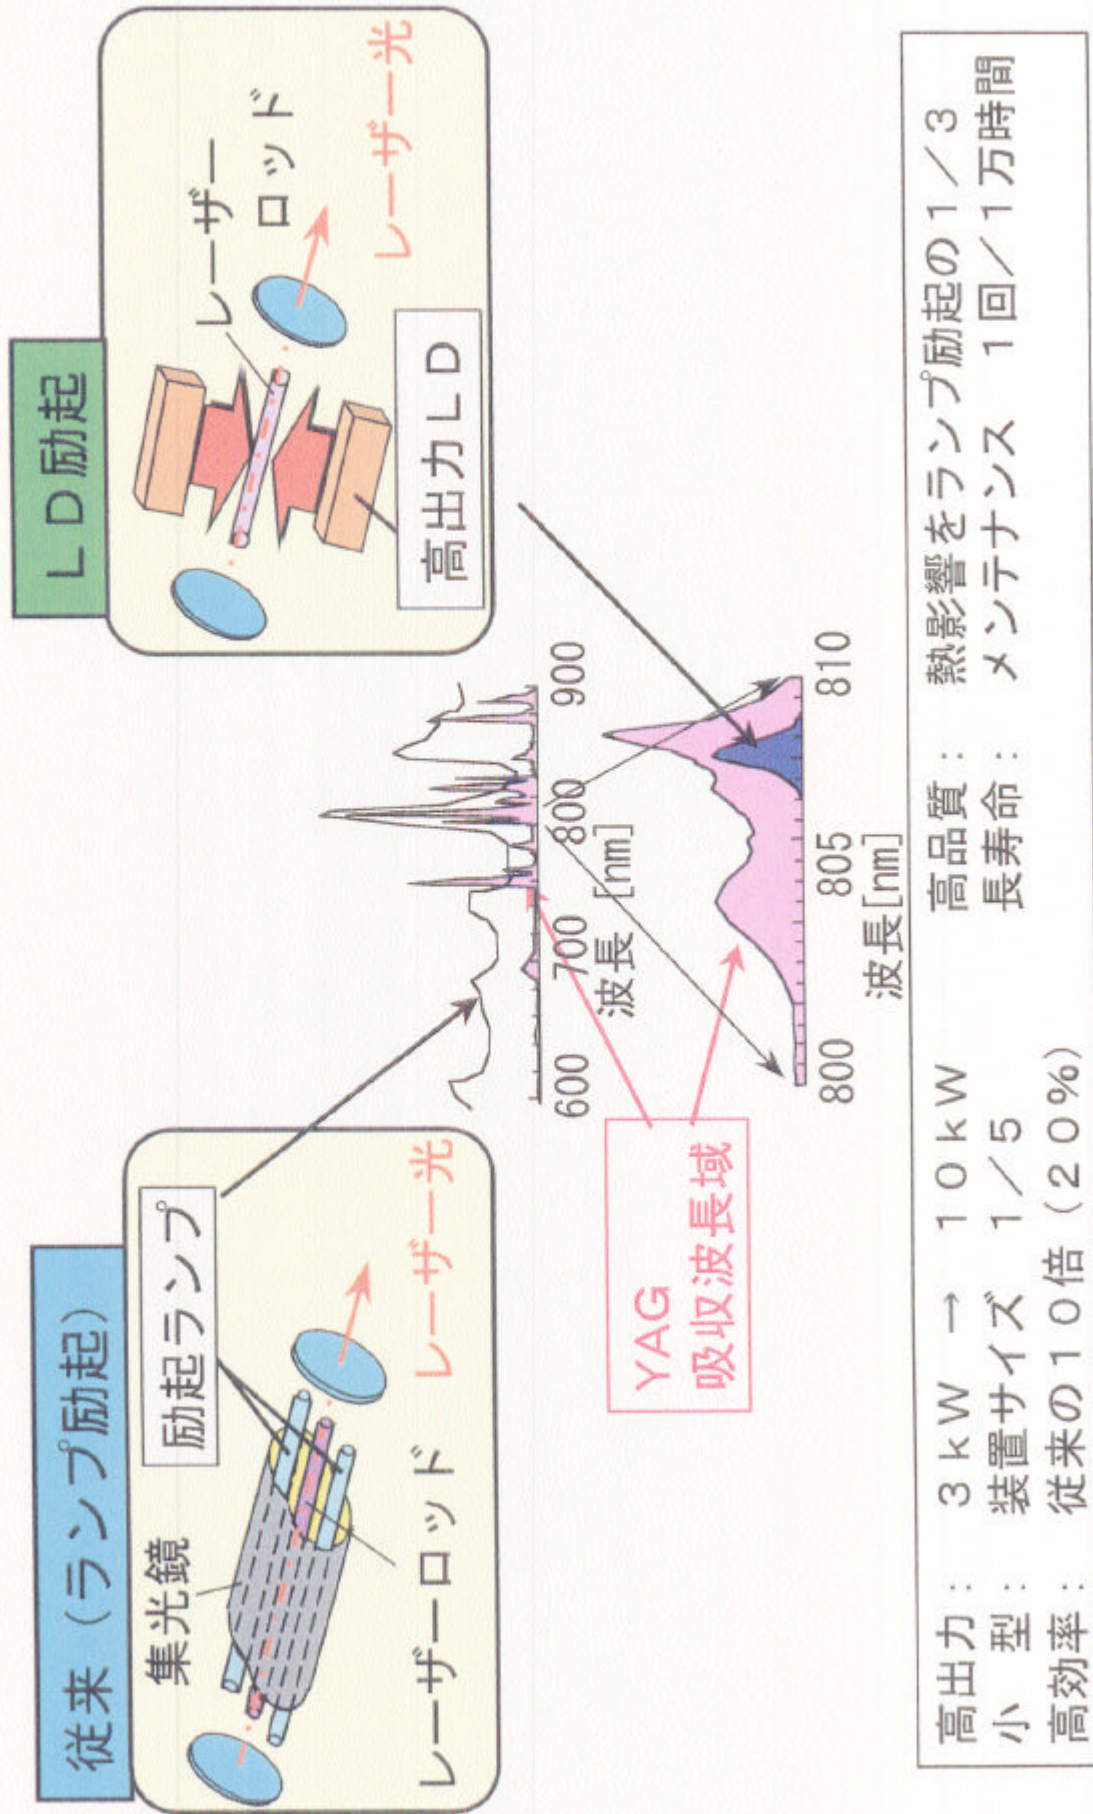 従来（ランプ励起）
集光鏡
励起ランプ
レーザーロッド
レーザー光
LD励起
レーザー
ロッド
レーザー光
高出力LD
600
700
800
900
波長
[nm]
YAG
吸収波長域
800
805
810
波長[nm]
高出力： 3kW → 10kW
小 型： 装置サイズ 1／5
高効率： 従来の10倍（20％）
高品質： 熱影響をランプ励起の1／3
長寿命： メンテナンス 1回／1万時間